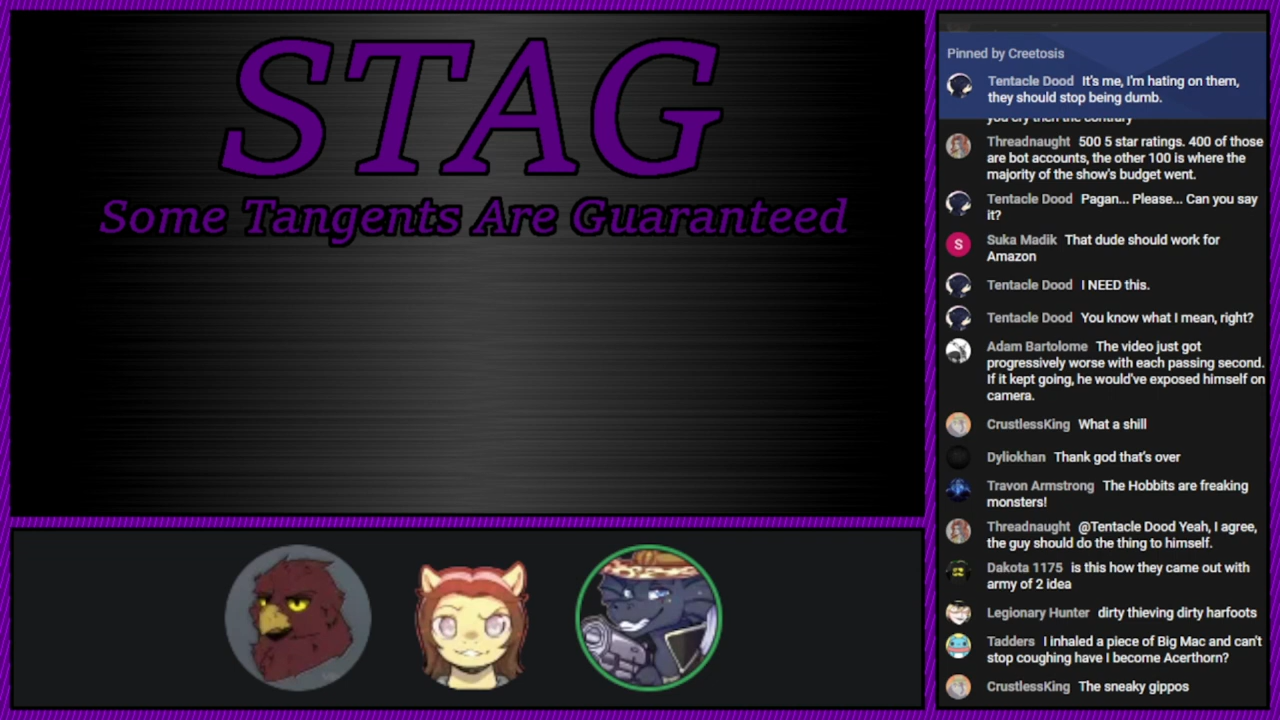 STAG
Some Tangents Are Guaranteed
Pinned by Creetosis
Tentacle Dood It's me, I'm hating on them,
they should stop being dumb.
you cry then the contrary
Threadnaught 500 5 star ratings. 400 of those
are bot accounts, the other 100 is where the
majority of the show's budget went.
Tentacle Dood Pagan... Please... Can you say
it?
S
Suka Madik That dude should work for
Amazon
Tentacle Dood I NEED this.
Tentacle Dood You know what I mean, right?
Adam Bartolome The video just got
progressively worse with each passing second.
If it kept going, he would've exposed himself on
camera.
CrustlessKing What a shill
Dyliokhan Thank god that's over
Travon Armstrong The Hobbits are freaking
monsters!
Threadnaught @Tentacle Dood Yeah, I agree,
the guy should do the thing to himself.
Dakota 1175 is this how they came out with
army of 2 idea
Legionary Hunter dirty thieving dirty harfoots
Tadders I inhaled a piece of Big Mac and can't
stop coughing have I become Acerthorn?
CrustlessKing The sneaky gippos